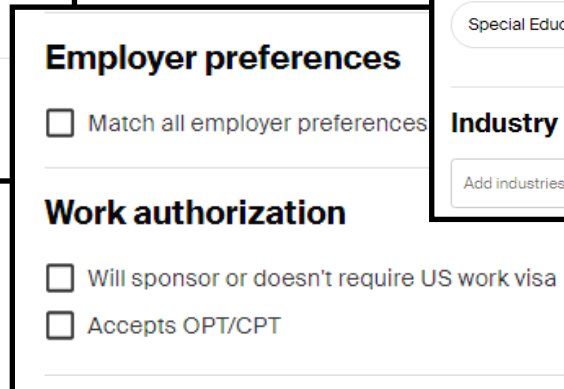 Employer preferences
Match all employer preferences
Work authorization
Will sponsor or doesn't require US work visa
Accepts OPT/CPT
Special
Industry
Add industries